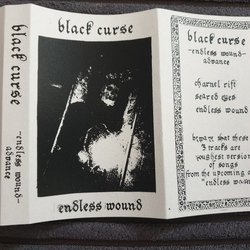 black curse
-endless wound-
advance
black curse
endless wound
black curse
-endless wound-
advance
charnel rift
seared eyes
endless wound
beware that these
3 tracks are
roughest version
of songs
from the upcoming
"endless wound